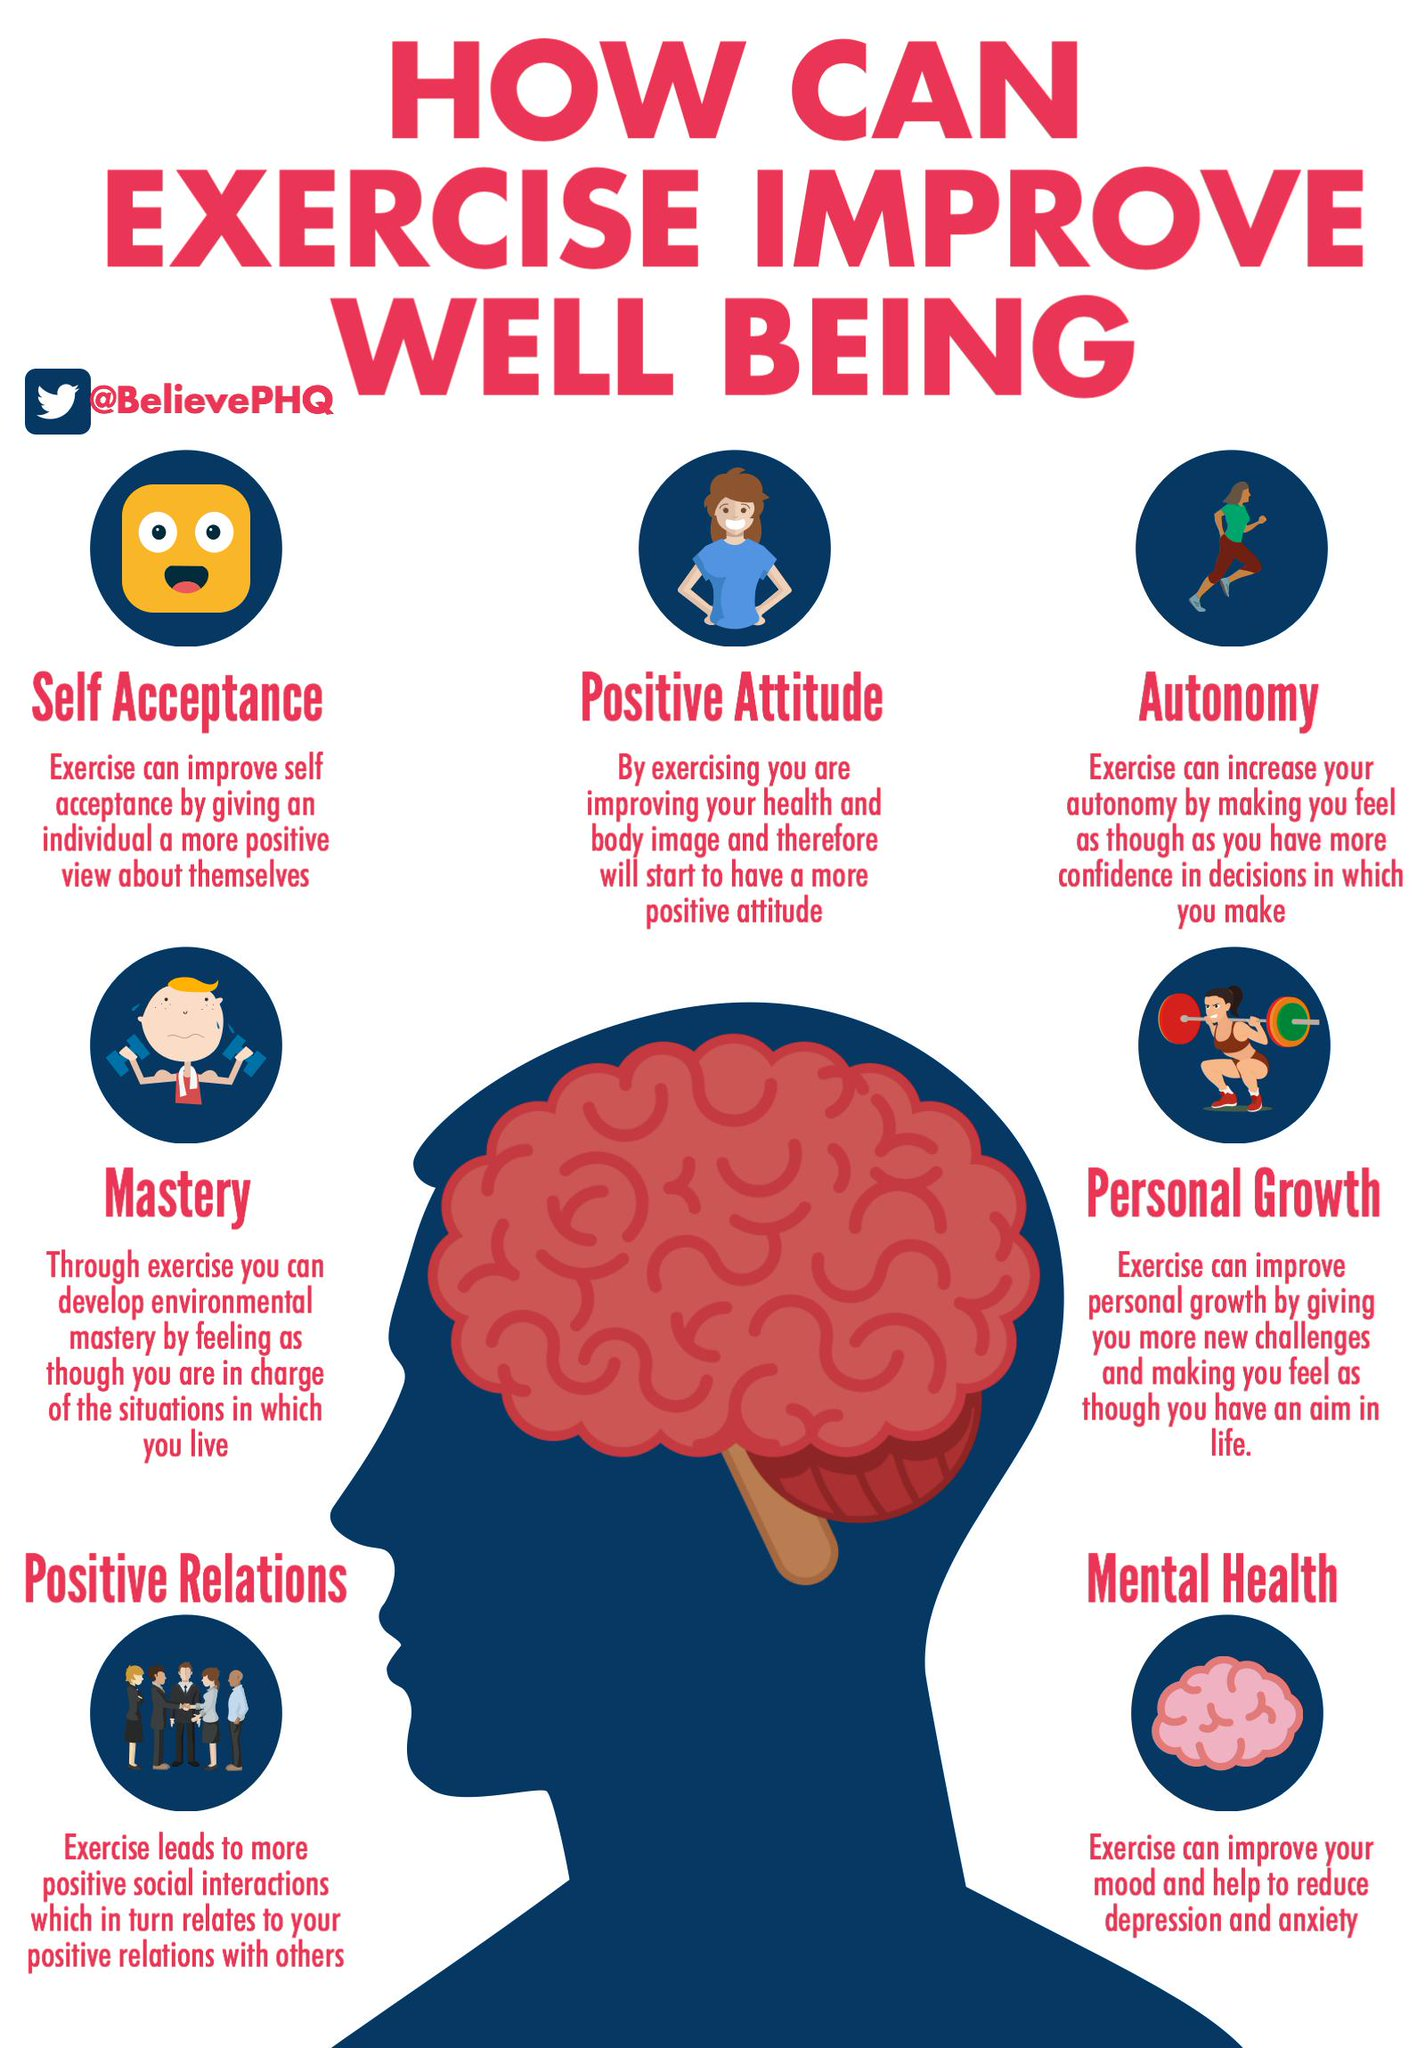 HOW CAN
EXERCISE IMPROVE
WELL BEING
@BelievePHQ
Self Acceptance
Exercise can improve self
acceptance by giving an
individual a more positive
view about themselves
Positive Attitude
By exercising you are
improving your health and
body image and therefore
will start to have a more
positive attitude
Autonomy
Exercise can increase your
autonomy by making you feel
as though as you have more
confidence in decisions in which
you make
Mastery
Through exercise you can
develop environmental
mastery by feeling as
though you are in charge
of the situations in which
you live
Personal Growth
Exercise can improve
personal growth by giving
you more new challenges
and making you feel as
though you have an aim in
life.
Positive Relations
Exercise leads to more
positive social interactions
which in turn relates to your
positive relations with others
Mental Health
Exercise can improve your
mood and help to reduce
depression and anxiety